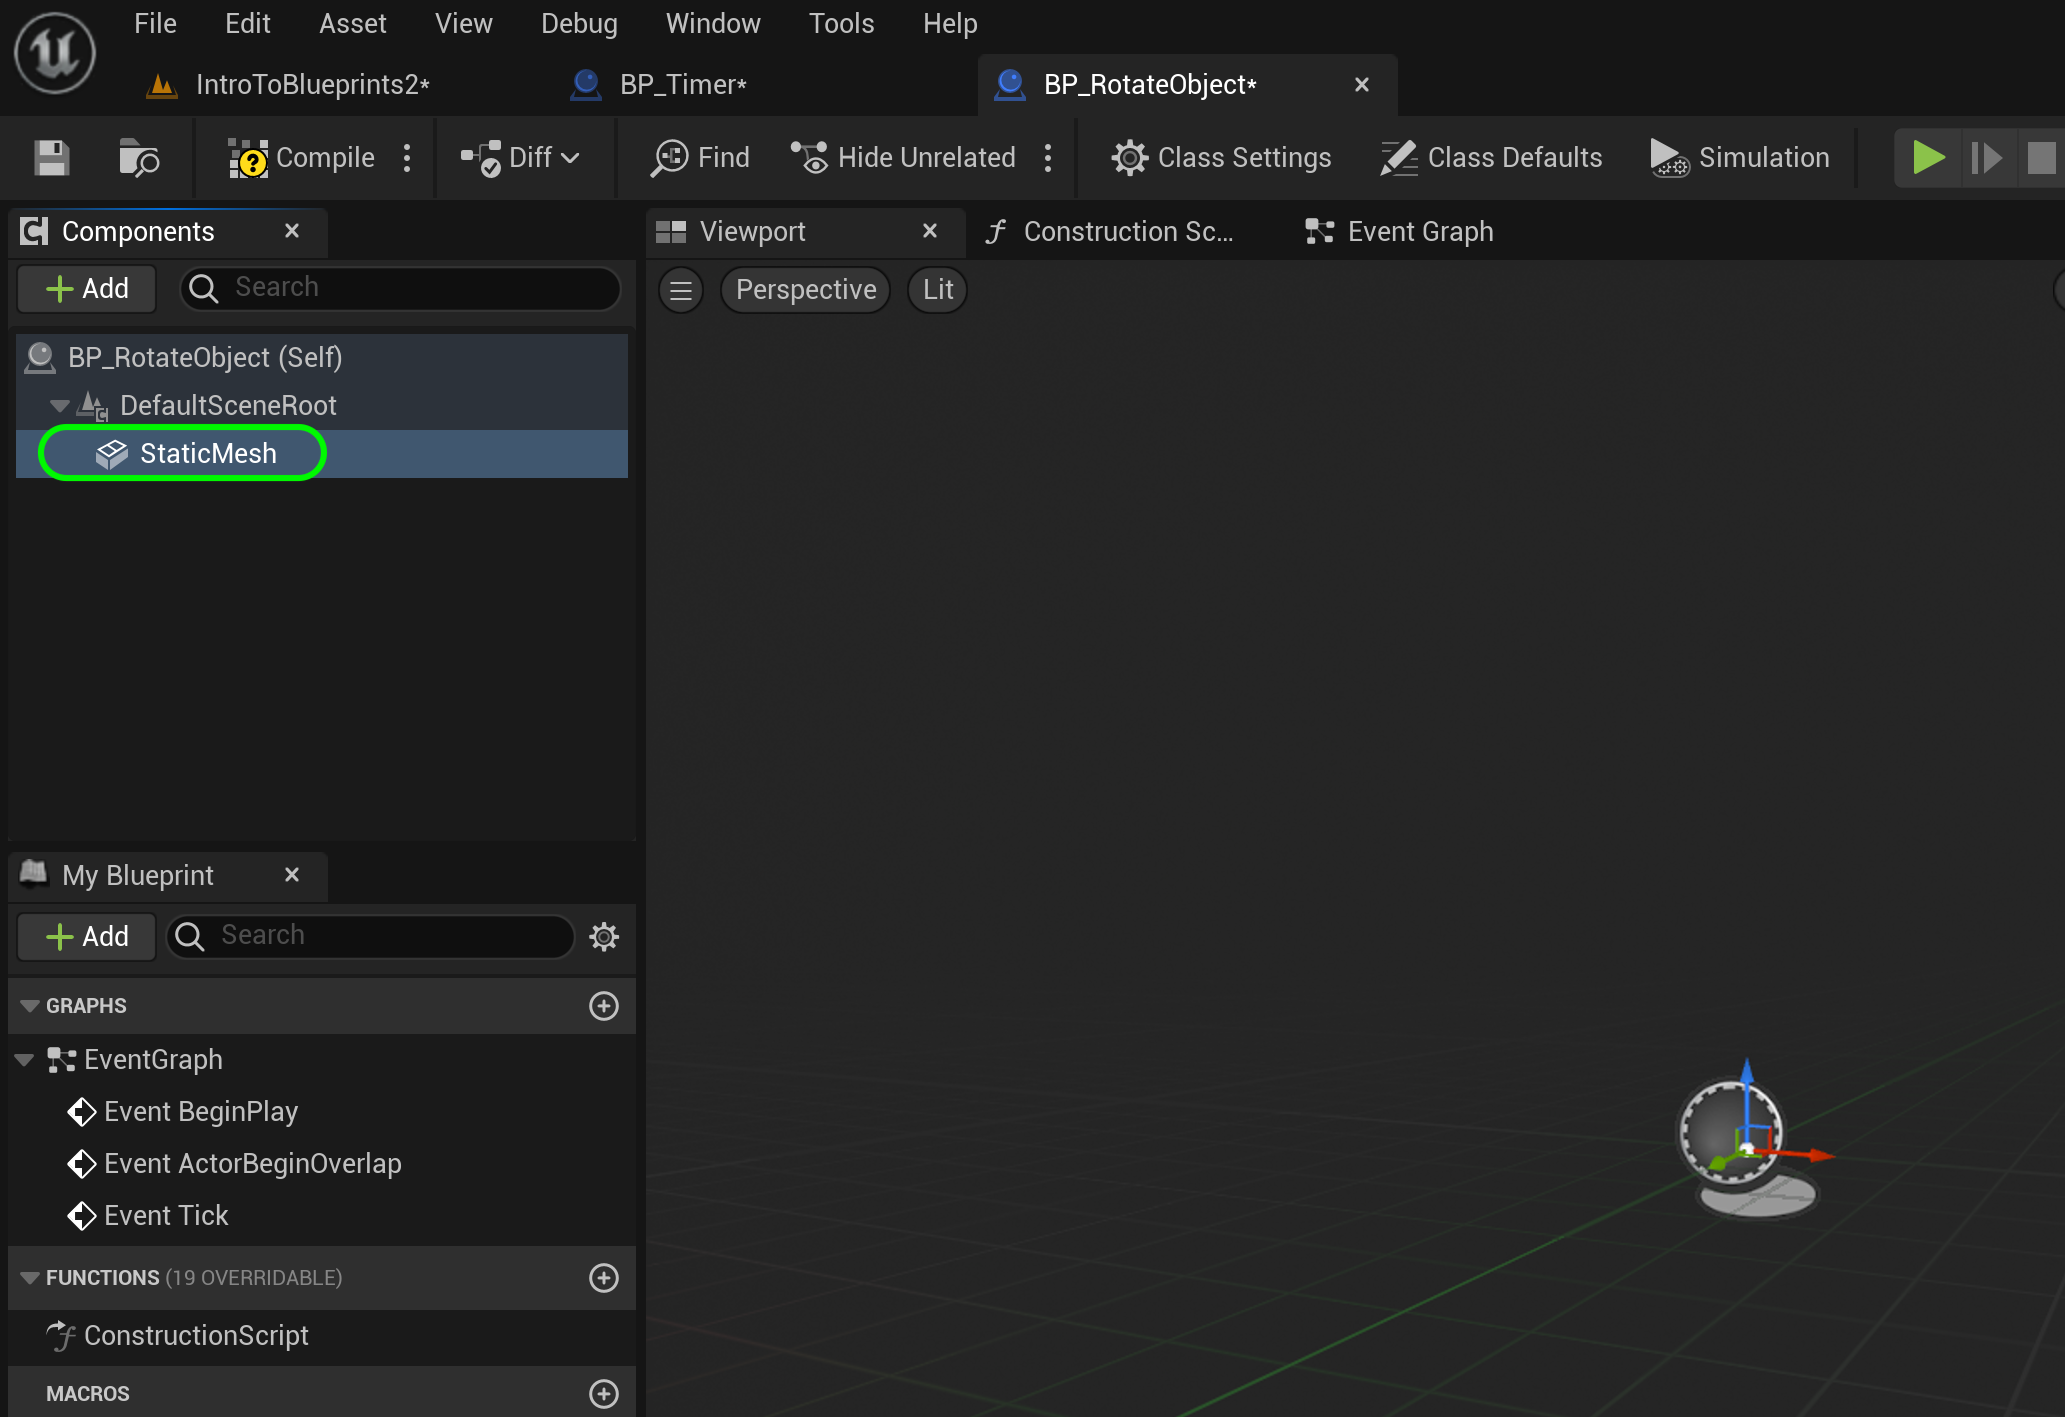 File Edit Asset View Debug Window Tools Help
IntroToBlueprints2* BP_Timer* BP_RotateObject*
Compile Diff Find Hide Unrelated Class Settings Class Defaults Simulation
Components
Add Search
BP_RotateObject (Self)
DefaultSceneRoot
StaticMesh
My Blueprint
Add Search
GRAPHS
EventGraph
Event BeginPlay
Event ActorBeginOverlap
Event Tick
FUNCTIONS (19 OVERRIDABLE)
ConstructionScript
MACROS
Viewport Construction Sc... Event Graph
Perspective Lit